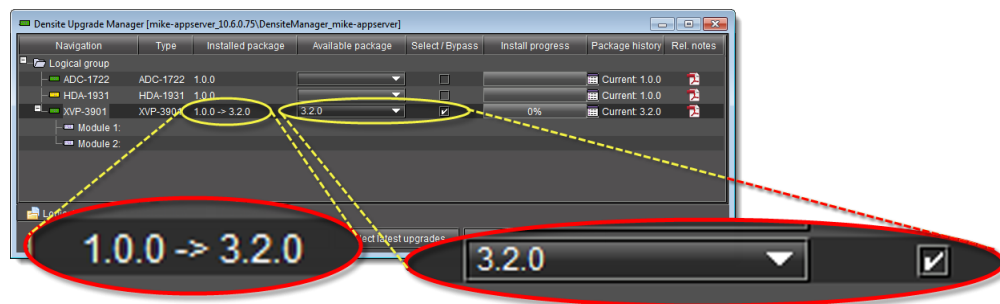 Densite Upgrade Manager [mike-appserver_10.6.0.75\DensiteManager_mike-appserver]
Navigation Type Installed package Available package Select / Bypass Install progress Package history Rel. notes
Logical group
ADC-1722 ADC-1722 1.0.0 Current: 1.0.0
HDA-1931 HDA-1931 1.0.0 Current: 1.0.0
XVP-3901 XVP-3901 1.0.0 -> 3.2.0 3.2.0 0% Current: 3.2.0
Module 1:
Module 2:
latest upgrades
1.0.0 -> 3.2.0
3.2.0